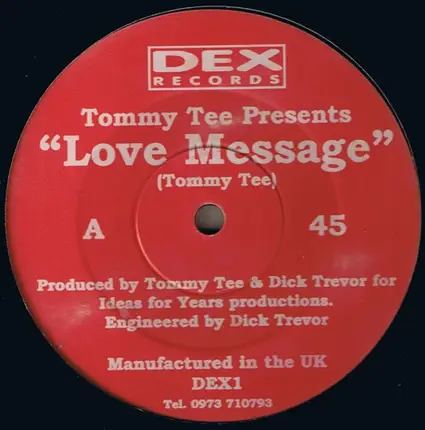 DEX
RECORDS
Tommy Tee Presents
“Love Message”
(Tommy Tee)
A 45
Produced by Tommy Tee & Dick Trevor for
Ideas for Years productions.
Engineered by Dick Trevor
Manufactured in the UK
DEX1
Tel. 0973 710793